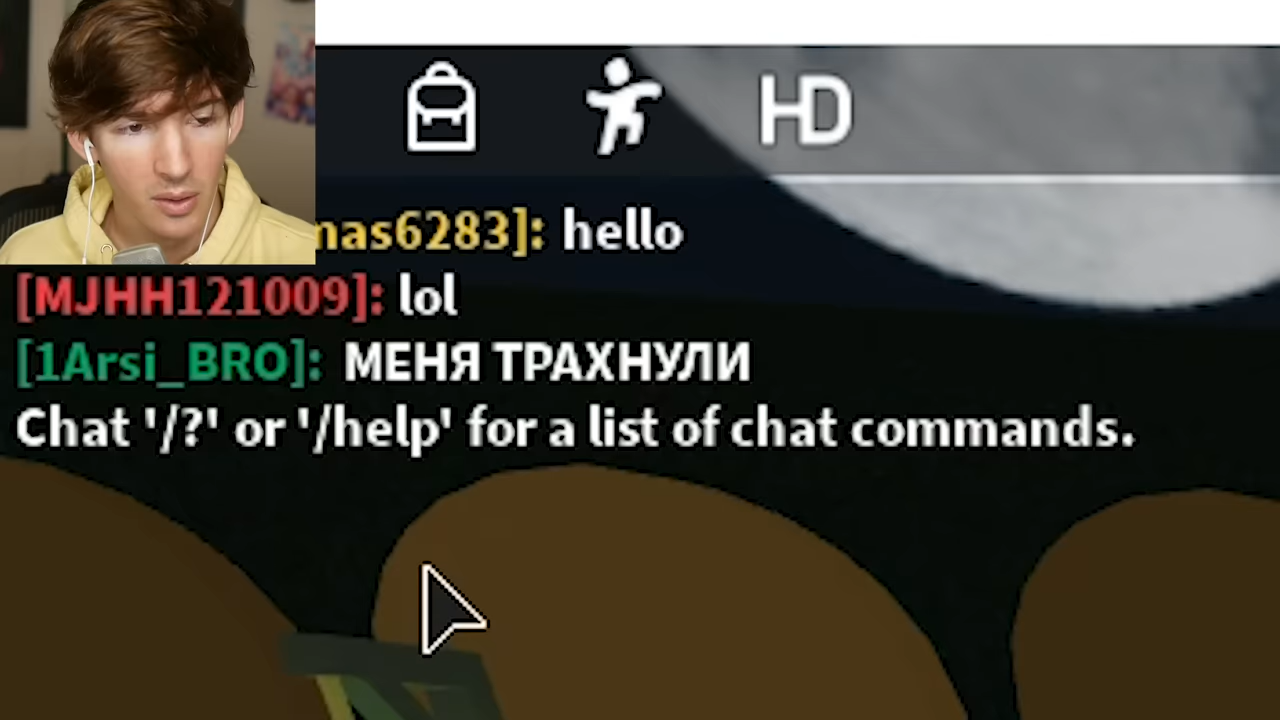 HD
nas6283]: hello
[MJHH121009]: lol
[1Arsi_BRO]: МЕНЯ ТРАХНУЛИ
Chat '/?' or '/help' for a list of chat commands.